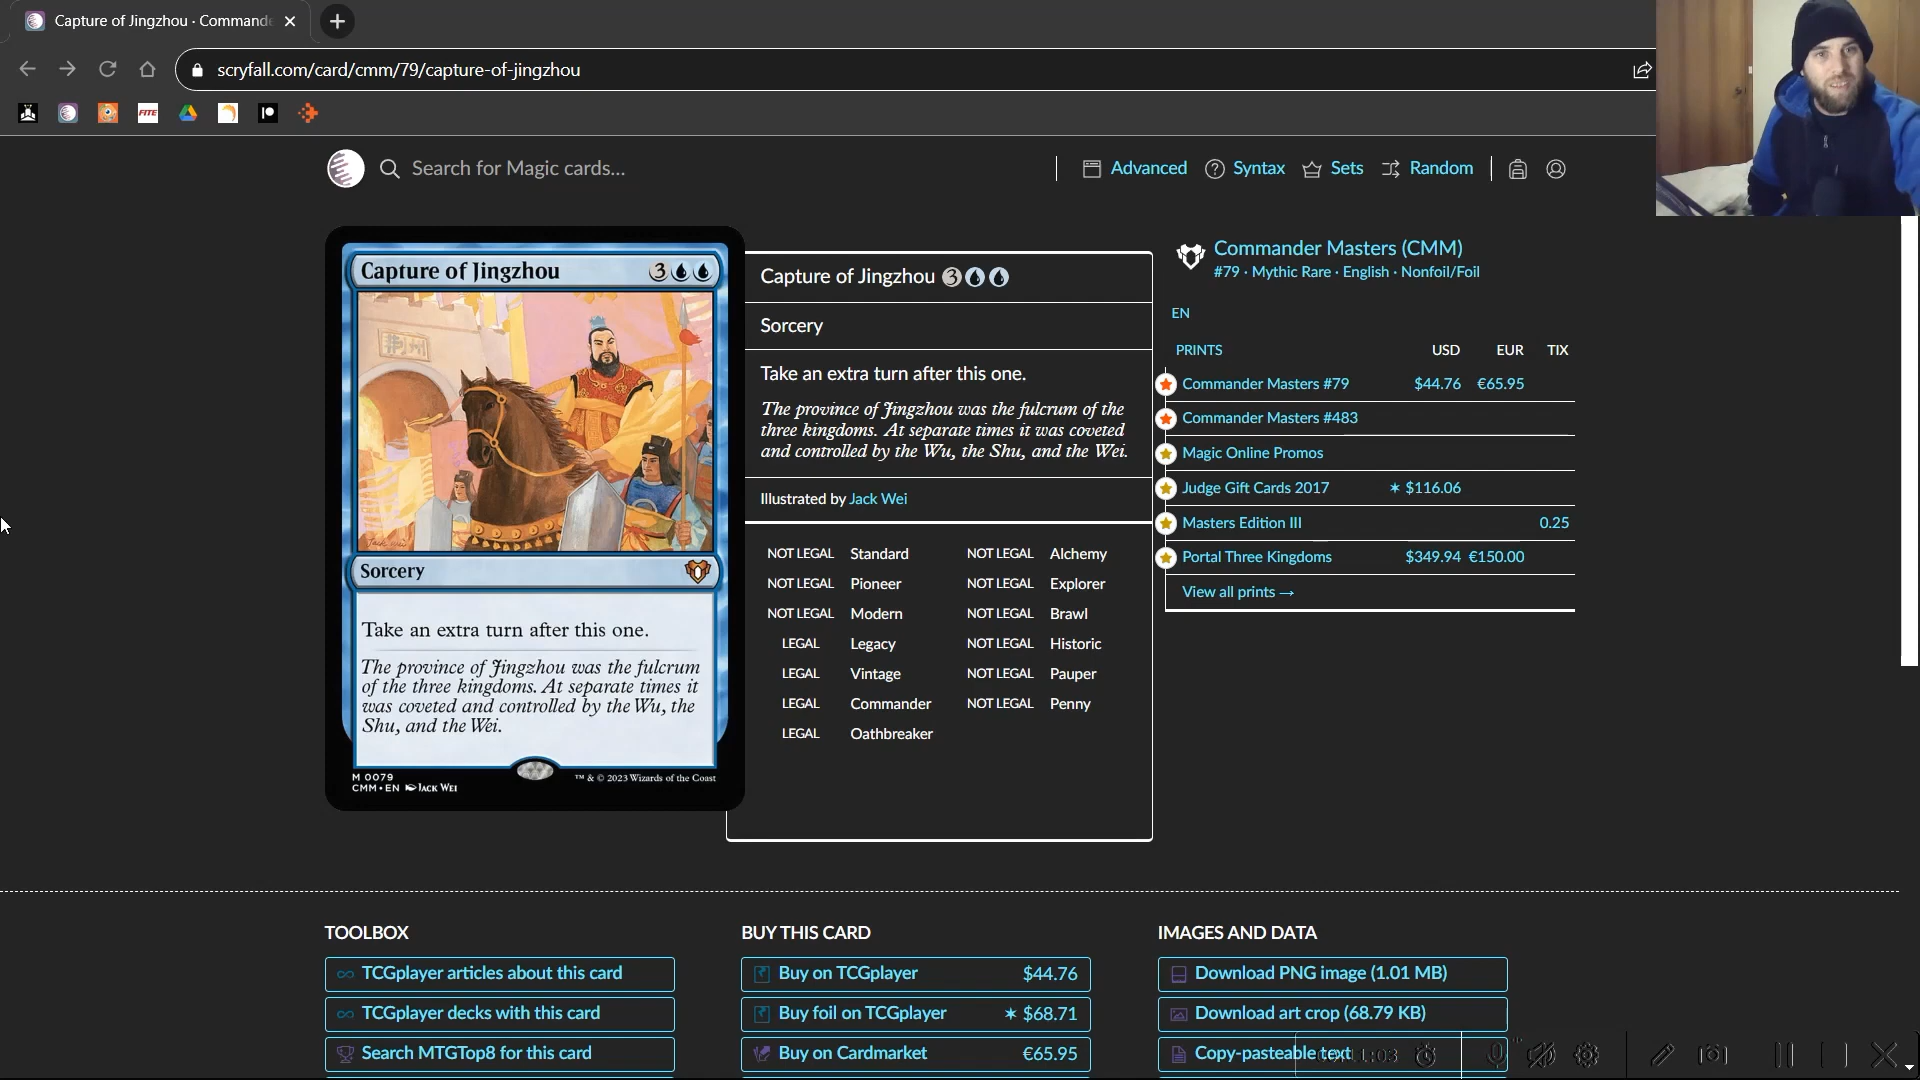 Capture of Jingzhou · Commande
scryfall.com/card/cmm/79/capture-of-jingzhou
FITE
Search for Magic cards...
Advanced
Syntax
Sets
Random
Capture of Jingzhou 3
荆州
Jack Wei
Sorcery
Take an extra turn after this one.
The province of Jingzhou was the fulcrum
of the three kingdoms. At separate times it
was coveted and controlled by the Wu, the
Shu, and the Wei.
M 0079
CMM • EN Jack Wei
™ & © 2023 Wizards of the Coast
Capture of Jingzhou 3
Sorcery
Take an extra turn after this one.
The province of Jingzhou was the fulcrum of the
three kingdoms. At separate times it was coveted
and controlled by the Wu, the Shu, and the Wei.
Illustrated by Jack Wei
NOT LEGAL Standard NOT LEGAL Alchemy
NOT LEGAL Pioneer NOT LEGAL Explorer
NOT LEGAL Modern NOT LEGAL Brawl
LEGAL Legacy NOT LEGAL Historic
LEGAL Vintage NOT LEGAL Pauper
LEGAL Commander NOT LEGAL Penny
LEGAL Oathbreaker
Commander Masters (CMM)
#79 · Mythic Rare · English · Nonfoil/Foil
EN
PRINTS USD EUR TIX
Commander Masters #79 $44.76 €65.95
Commander Masters #483
Magic Online Promos
Judge Gift Cards 2017 ✶ $116.06
Masters Edition III 0.25
Portal Three Kingdoms $349.94 €150.00
View all prints →
TOOLBOX
TCGplayer articles about this card
TCGplayer decks with this card
Search MTGTop8 for this card
BUY THIS CARD
Buy on TCGplayer $44.76
Buy foil on TCGplayer ✶ $68.71
Buy on Cardmarket €65.95
IMAGES AND DATA
Download PNG image (1.01 MB)
Download art crop (68.79 KB)
Copy-pasteable text